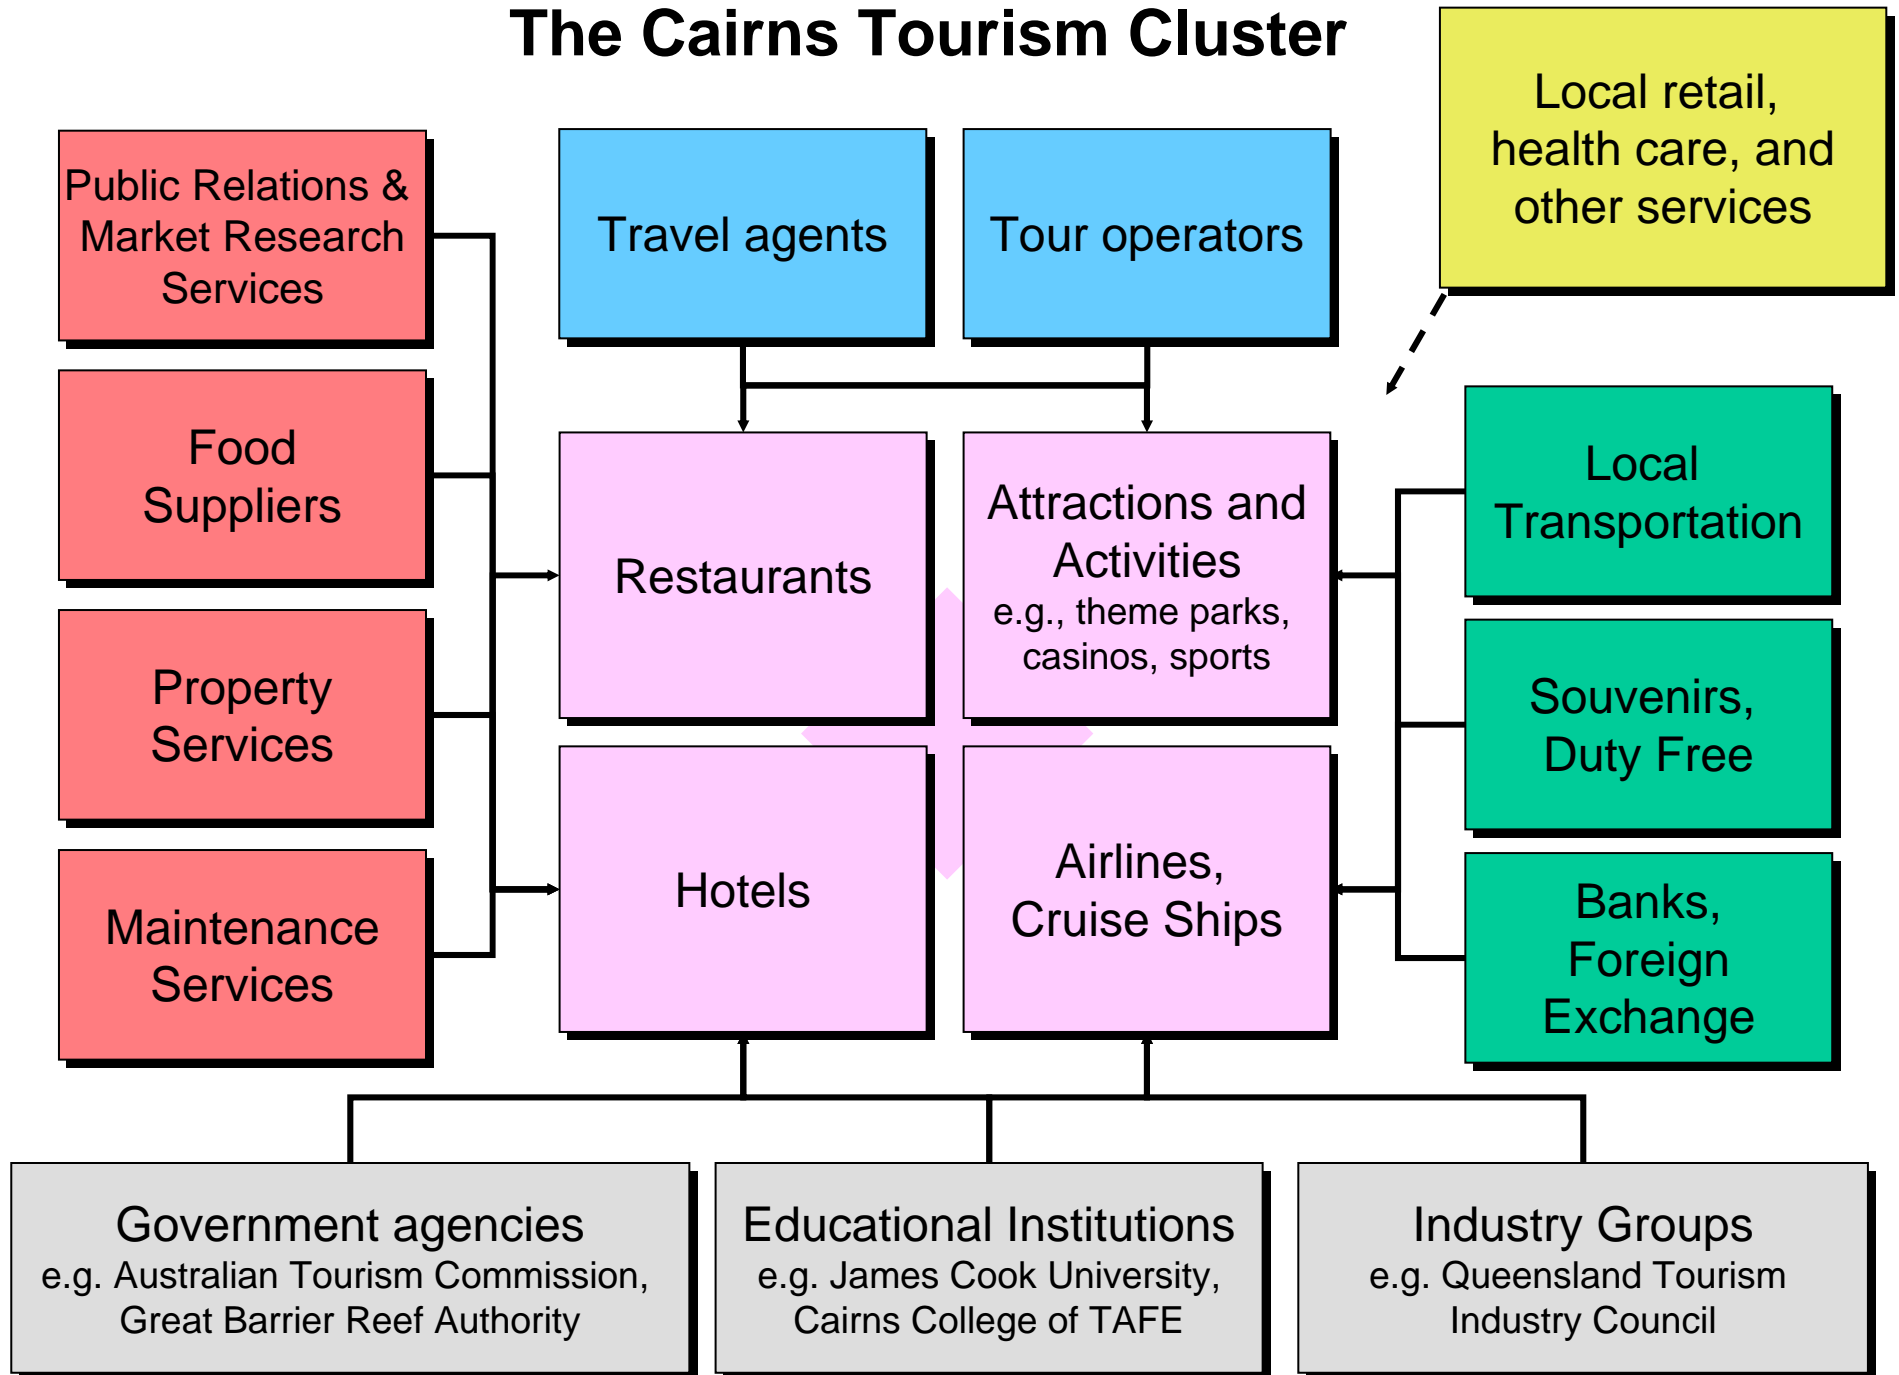 The Cairns Tourism Cluster
Local retail,
health care, and
other services
Public Relations &
Market Research
Services
Travel agents
Tour operators
Food
Suppliers
Local
Transportation
Attractions and
Activities
e.g., theme parks,
casinos, sports
Restaurants
Property
Services
Souvenirs,
Duty Free
Maintenance
Services
Hotels
Airlines,
Cruise Ships
Banks,
Foreign
Exchange
Government agencies
e.g. Australian Tourism Commission,
Great Barrier Reef Authority
Educational Institutions
e.g. James Cook University,
Cairns College of TAFE
Industry Groups
e.g. Queensland Tourism
Industry Council